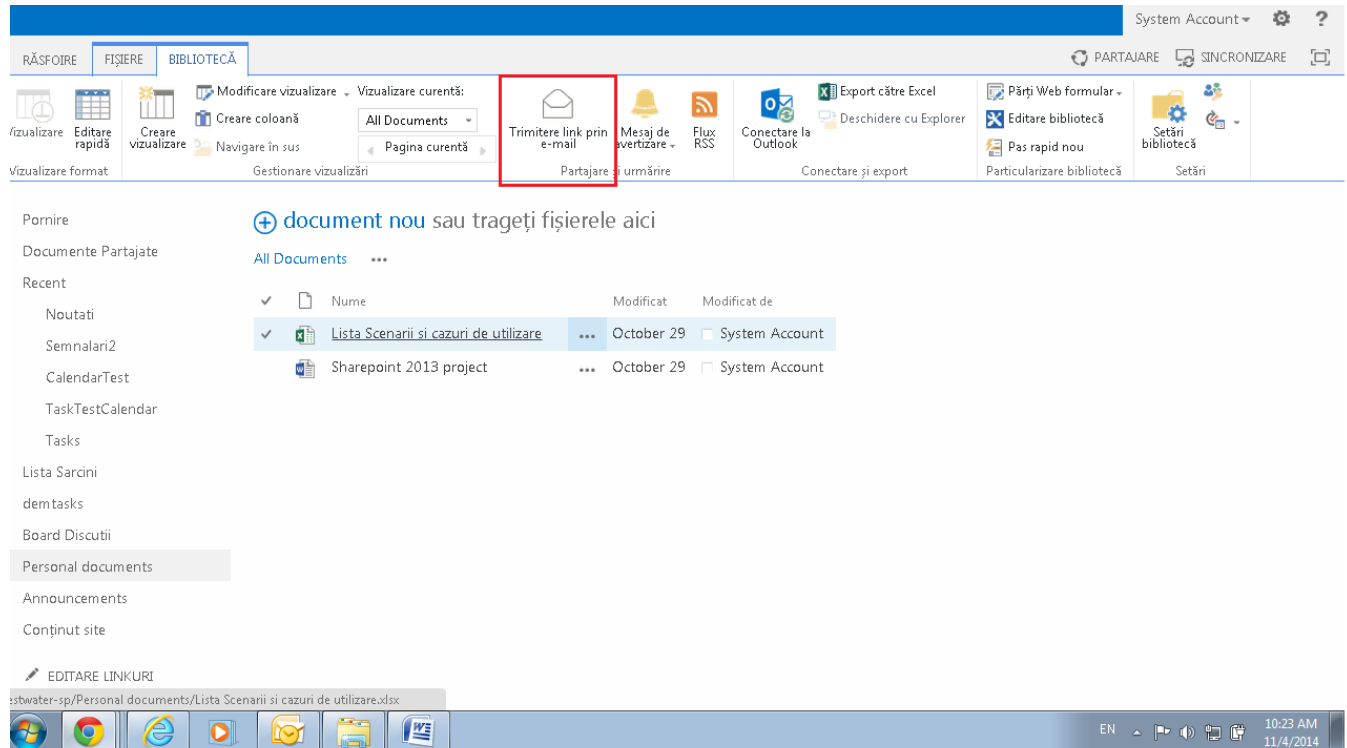 System Account ?
RĂSFOIRE FIȘIERE BIBLIOTECĂ PARTAJARE SINCRONIZARE
Vizualizare Editare rapidă
Vizualizare format
Creare vizualizare
Modificare vizualizare
Creare coloană
Navigare în sus
Vizualizare curentă:
All Documents
Pagina curentă
Gestionare vizualizări
Trimitere link prin e-mail
Mesaj de avertizare
Flux RSS
Partajare și urmărire
Conectare la Outlook
Export către Excel
Deschidere cu Explorer
Conectare și export
Părți Web formular
Editare bibliotecă
Pas rapid nou
Particularizare bibliotecă
Setări bibliotecă
Setări
Pornire
Documente Partajate
Recent
Noutati
Semnalari2
CalendarTest
TaskTestCalendar
Tasks
Lista Sarcini
demtasks
Board Discutii
Personal documents
Announcements
Conținut site
EDITARE LINKURI
document nou sau trageți fișierele aici
All Documents ...
Nume Modificat Modificat de
Lista Scenarii si cazuri de utilizare ... October 29 System Account
Sharepoint 2013 project ... October 29 System Account
estwater-sp/Personal documents/Lista Scenarii si cazuri de utilizare.xlsx
EN 10:23 AM
11/4/2014